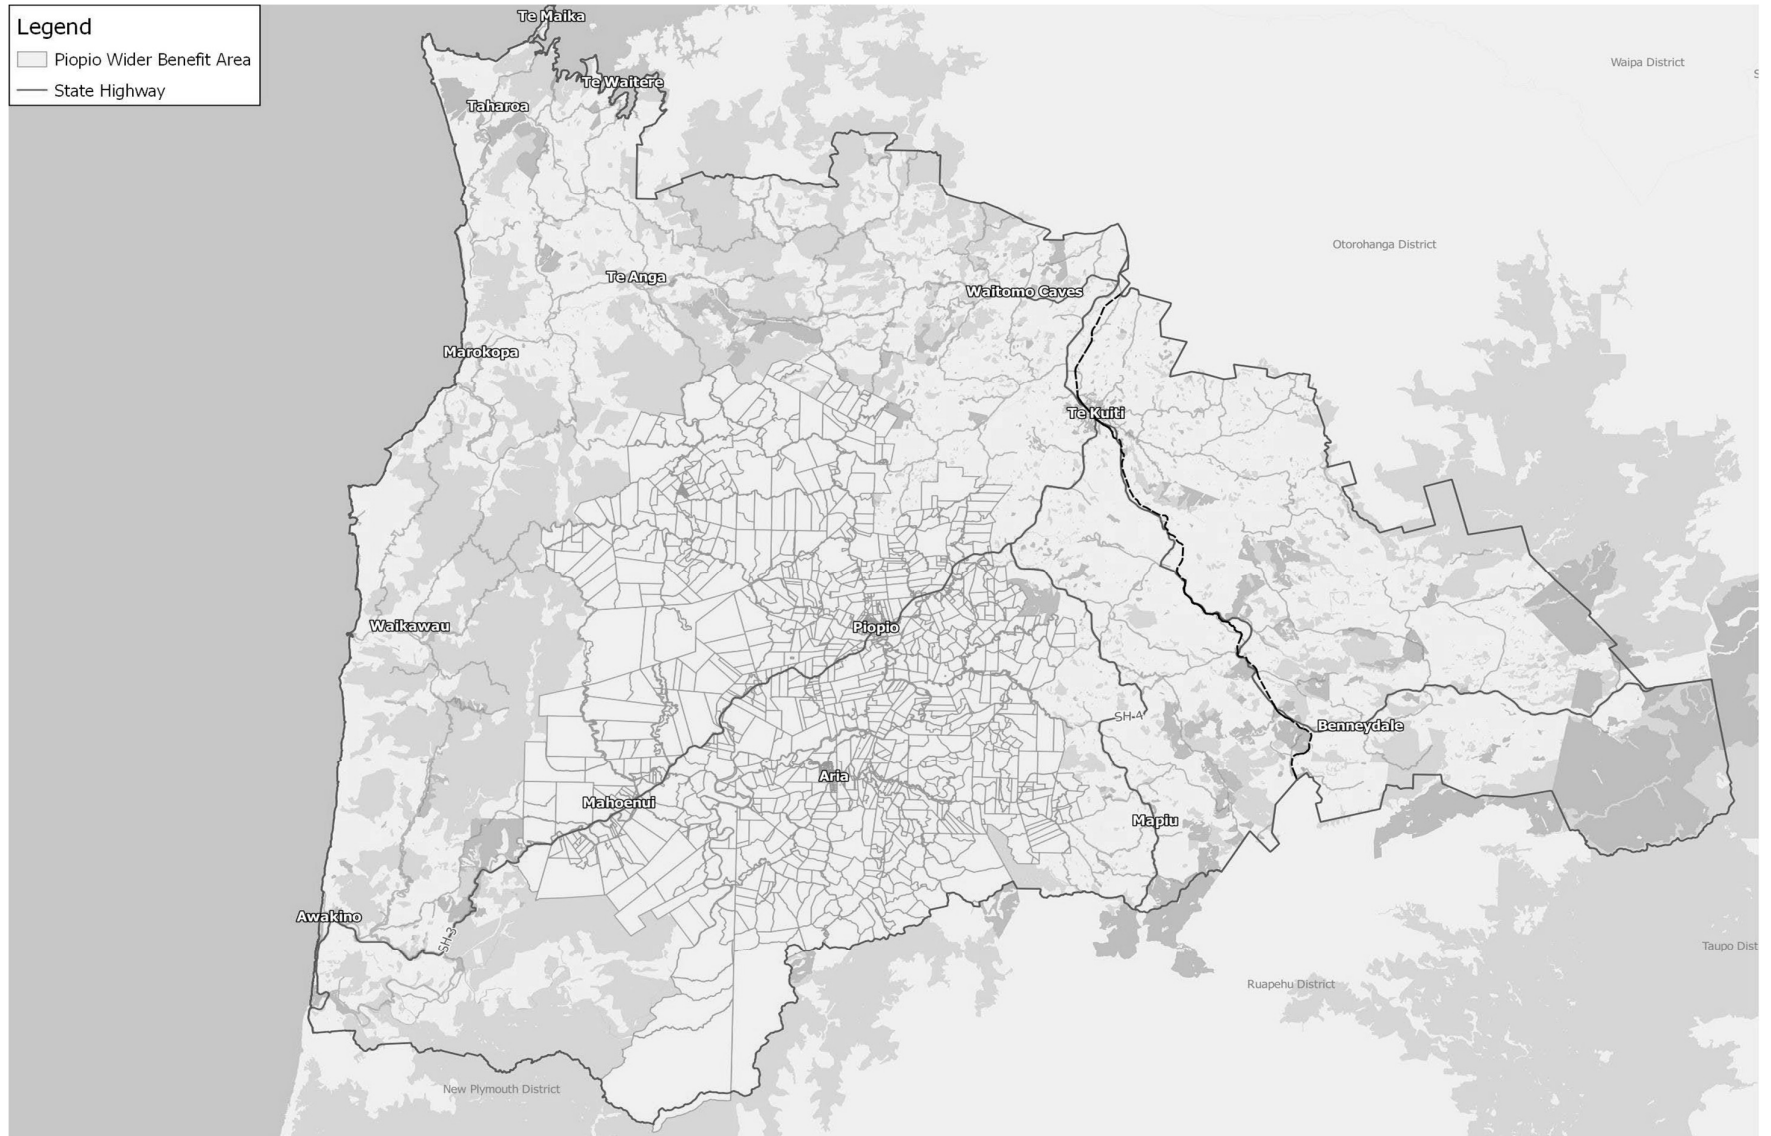 Legend
Piopio Wider Benefit Area
State Highway
Te Maika
Waipa District
Te Waitere
Taharoa
Otorohanga District
Te Anga
Waitomo Caves
Marokopa
Te Kuiti
Waikawau
Piopio
SH-4
Benneydale
Aria
Mahoenui
Mapiu
Awakino
SH-3
Taupo Dist
Ruapehu District
New Plymouth District